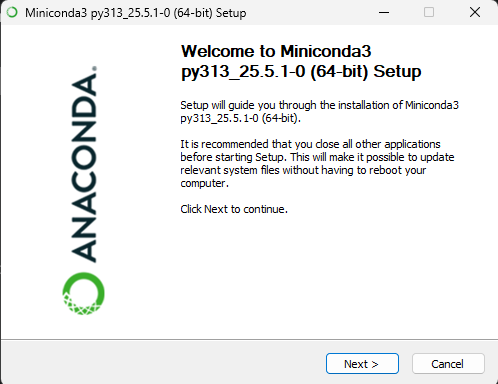 Miniconda3 py313_25.5.1-0 (64-bit) Setup
ANACONDA.
Welcome to Miniconda3
py313_25.5.1-0 (64-bit) Setup
Setup will guide you through the installation of Miniconda3
py313_25.5.1-0 (64-bit).
It is recommended that you close all other applications
before starting Setup. This will make it possible to update
relevant system files without having to reboot your
computer.
Click Next to continue.
Next >
Cancel